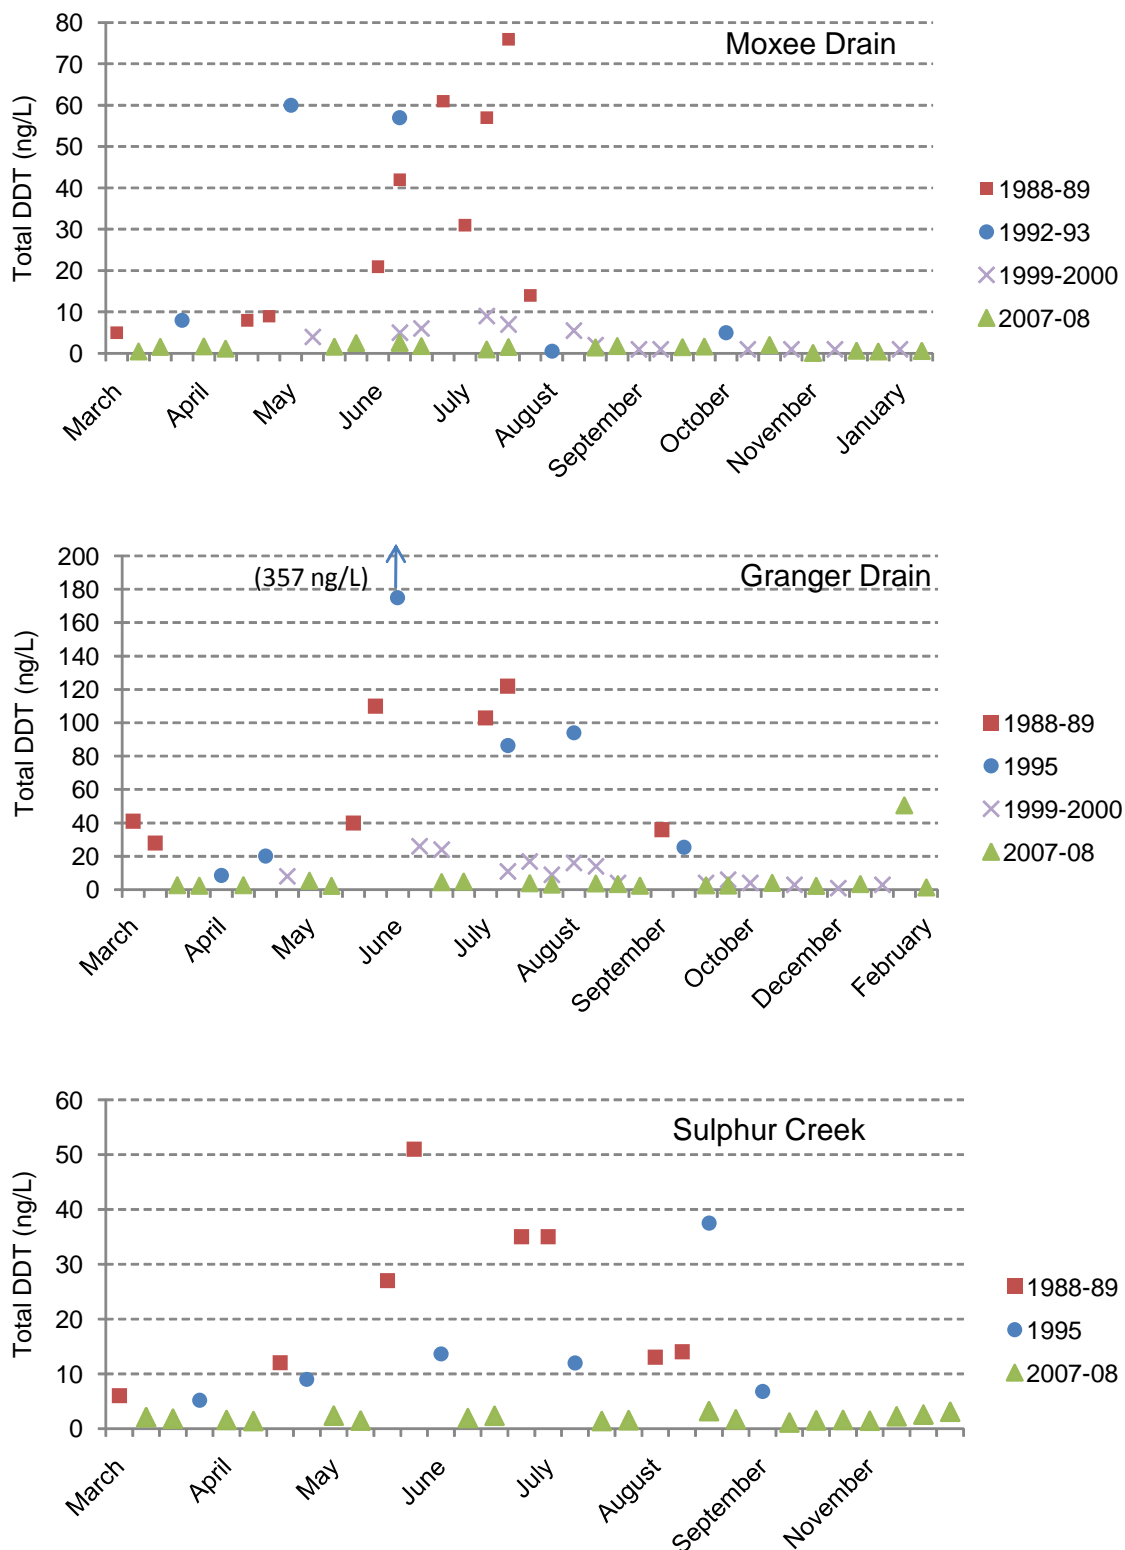 Moxee Drain
Total DDT (ng/L)
80
70
60
50
40
30
20
10
0
March
April
May
June
July
August
September
October
November
January
1988-89
1992-93
1999-2000
2007-08
Granger Drain
(357 ng/L)
Total DDT (ng/L)
200
180
160
140
120
100
80
60
40
20
0
March
April
May
June
July
August
September
October
December
February
1988-89
1995
1999-2000
2007-08
Sulphur Creek
Total DDT (ng/L)
60
50
40
30
20
10
0
March
April
May
June
July
August
September
November
1988-89
1995
2007-08